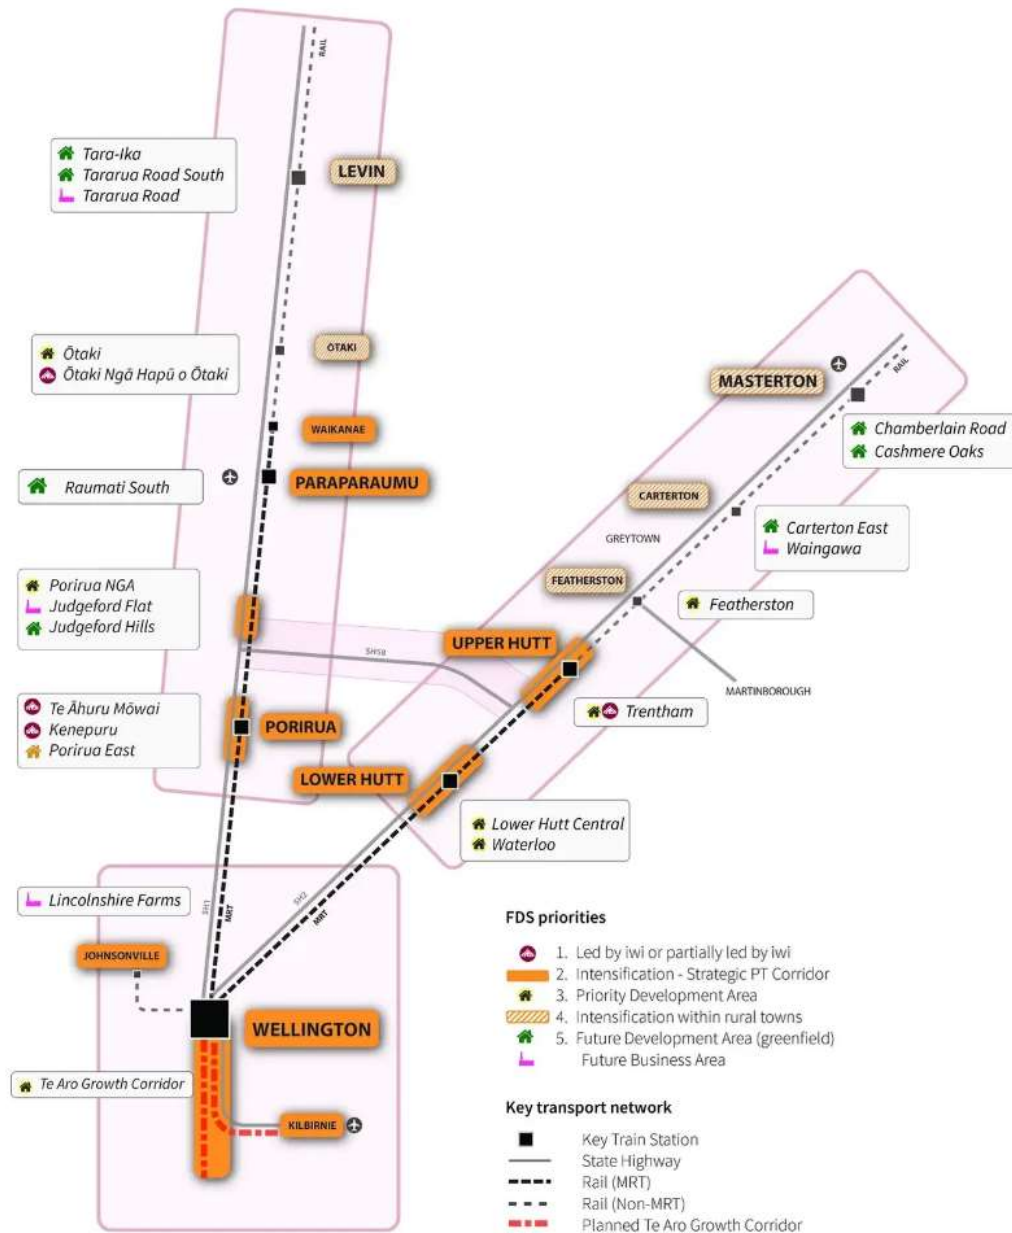 RAIL
Tara-Ika
Tararua Road South
Tararua Road
LEVIN
Ōtaki
Ōtaki Ngā Hapū o Ōtaki
ŌTAKI
WAIKANAE
Raumati South
PARAPARAUMU
MASTERTON
RAIL
Chamberlain Road
Cashmere Oaks
CARTERTON
GREYTOWN
Carterton East
Waingawa
FEATHERSTON
Featherston
Porirua NGA
Judgeford Flat
Judgeford Hills
UPPER HUTT
SH58
MARTINBOROUGH
Te Āhuru Mōwai
Kenepuru
Porirua East
PORIRUA
Trentham
LOWER HUTT
Lower Hutt Central
Waterloo
Lincolnshire Farms
SH1
MRT
SH2
MRT
JOHNSONVILLE
WELLINGTON
Te Aro Growth Corridor
KILBIRNIE
FDS priorities
1. Led by iwi or partially led by iwi
2. Intensification - Strategic PT Corridor
3. Priority Development Area
4. Intensification within rural towns
5. Future Development Area (greenfield)
Future Business Area
Key transport network
Key Train Station
State Highway
Rail (MRT)
Rail (Non-MRT)
Planned Te Aro Growth Corridor